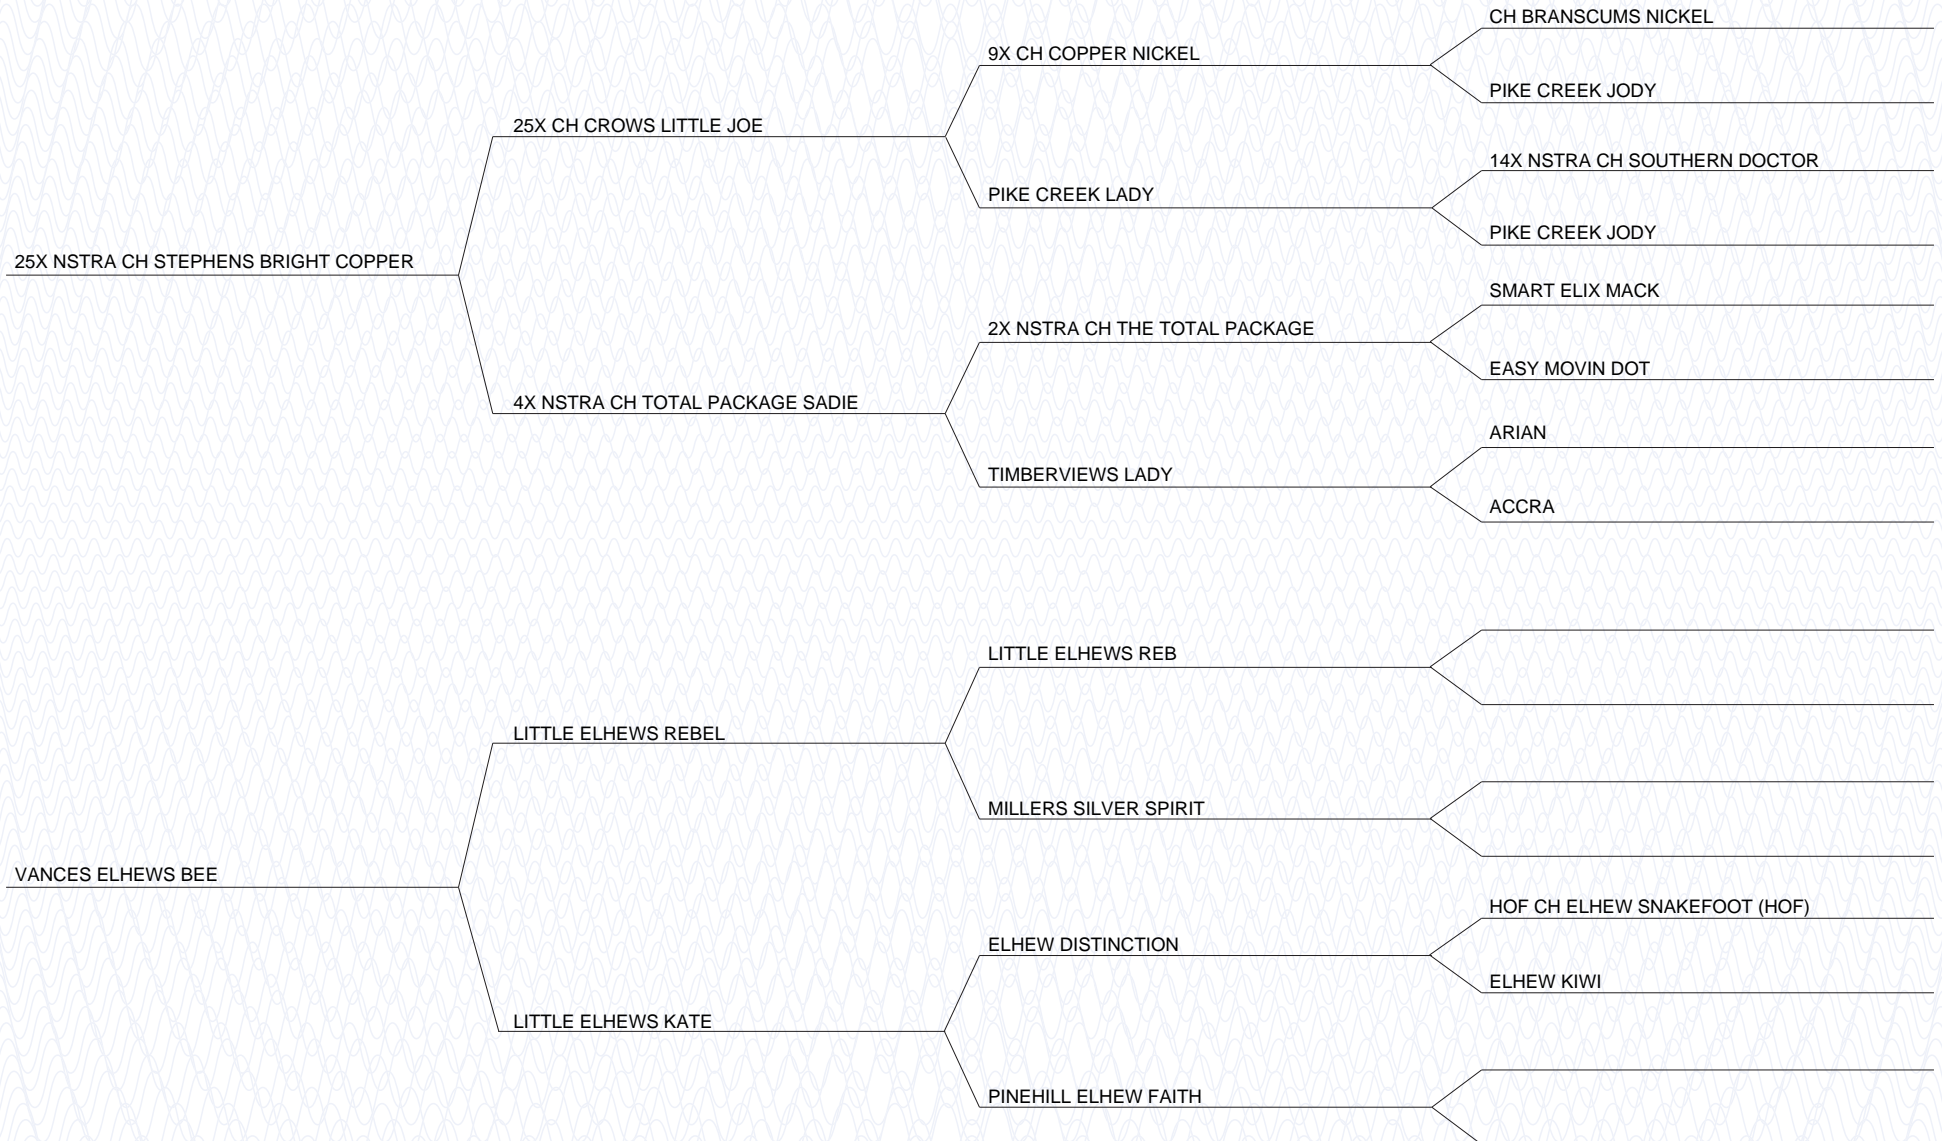 CH BRANSCUMS NICKEL
9X CH COPPER NICKEL
PIKE CREEK JODY
25X CH CROWS LITTLE JOE
14X NSTRA CH SOUTHERN DOCTOR
PIKE CREEK LADY
PIKE CREEK JODY
25X NSTRA CH STEPHENS BRIGHT COPPER
SMART ELIX MACK
2X NSTRA CH THE TOTAL PACKAGE
EASY MOVIN DOT
4X NSTRA CH TOTAL PACKAGE SADIE
ARIAN
TIMBERVIEWS LADY
ACCRA
LITTLE ELHEWS REB
LITTLE ELHEWS REBEL
MILLERS SILVER SPIRIT
VANCES ELHEWS BEE
HOF CH ELHEW SNAKEFOOT (HOF)
ELHEW DISTINCTION
ELHEW KIWI
LITTLE ELHEWS KATE
PINEHILL ELHEW FAITH